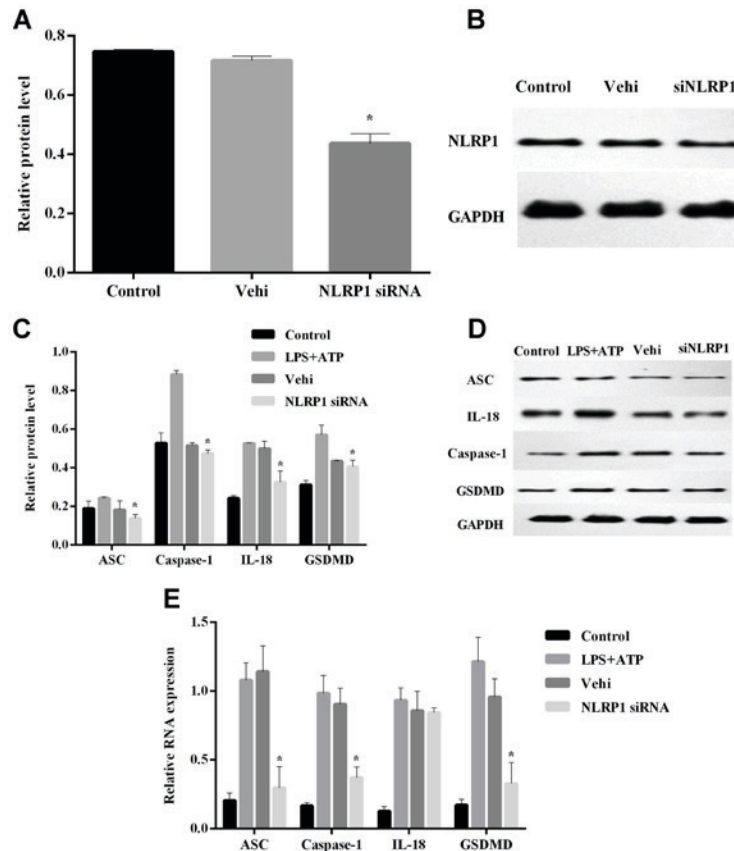 A
Relative protein level
0.8
0.6
0.4
0.2
0.0
*
Control Vehi NLRP1 siRNA
B
Control Vehi siNLRP1
NLRP1
GAPDH
C
Control
LPS+ATP
Vehi
NLRP1 siRNA
Relative protein level
1.0
0.8
0.6
0.4
0.2
0.0
* * * *
ASC Caspase-1 IL-18 GSDMD
D
Control LPS+ATP Vehi siNLRP1
ASC
IL-18
Caspase-1
GSDMD
GAPDH
E
Relative RNA expression
1.5
1.0
0.5
0.0
* * *
ASC Caspase-1 IL-18 GSDMD
Control
LPS+ATP
Vehi
NLRP1 siRNA